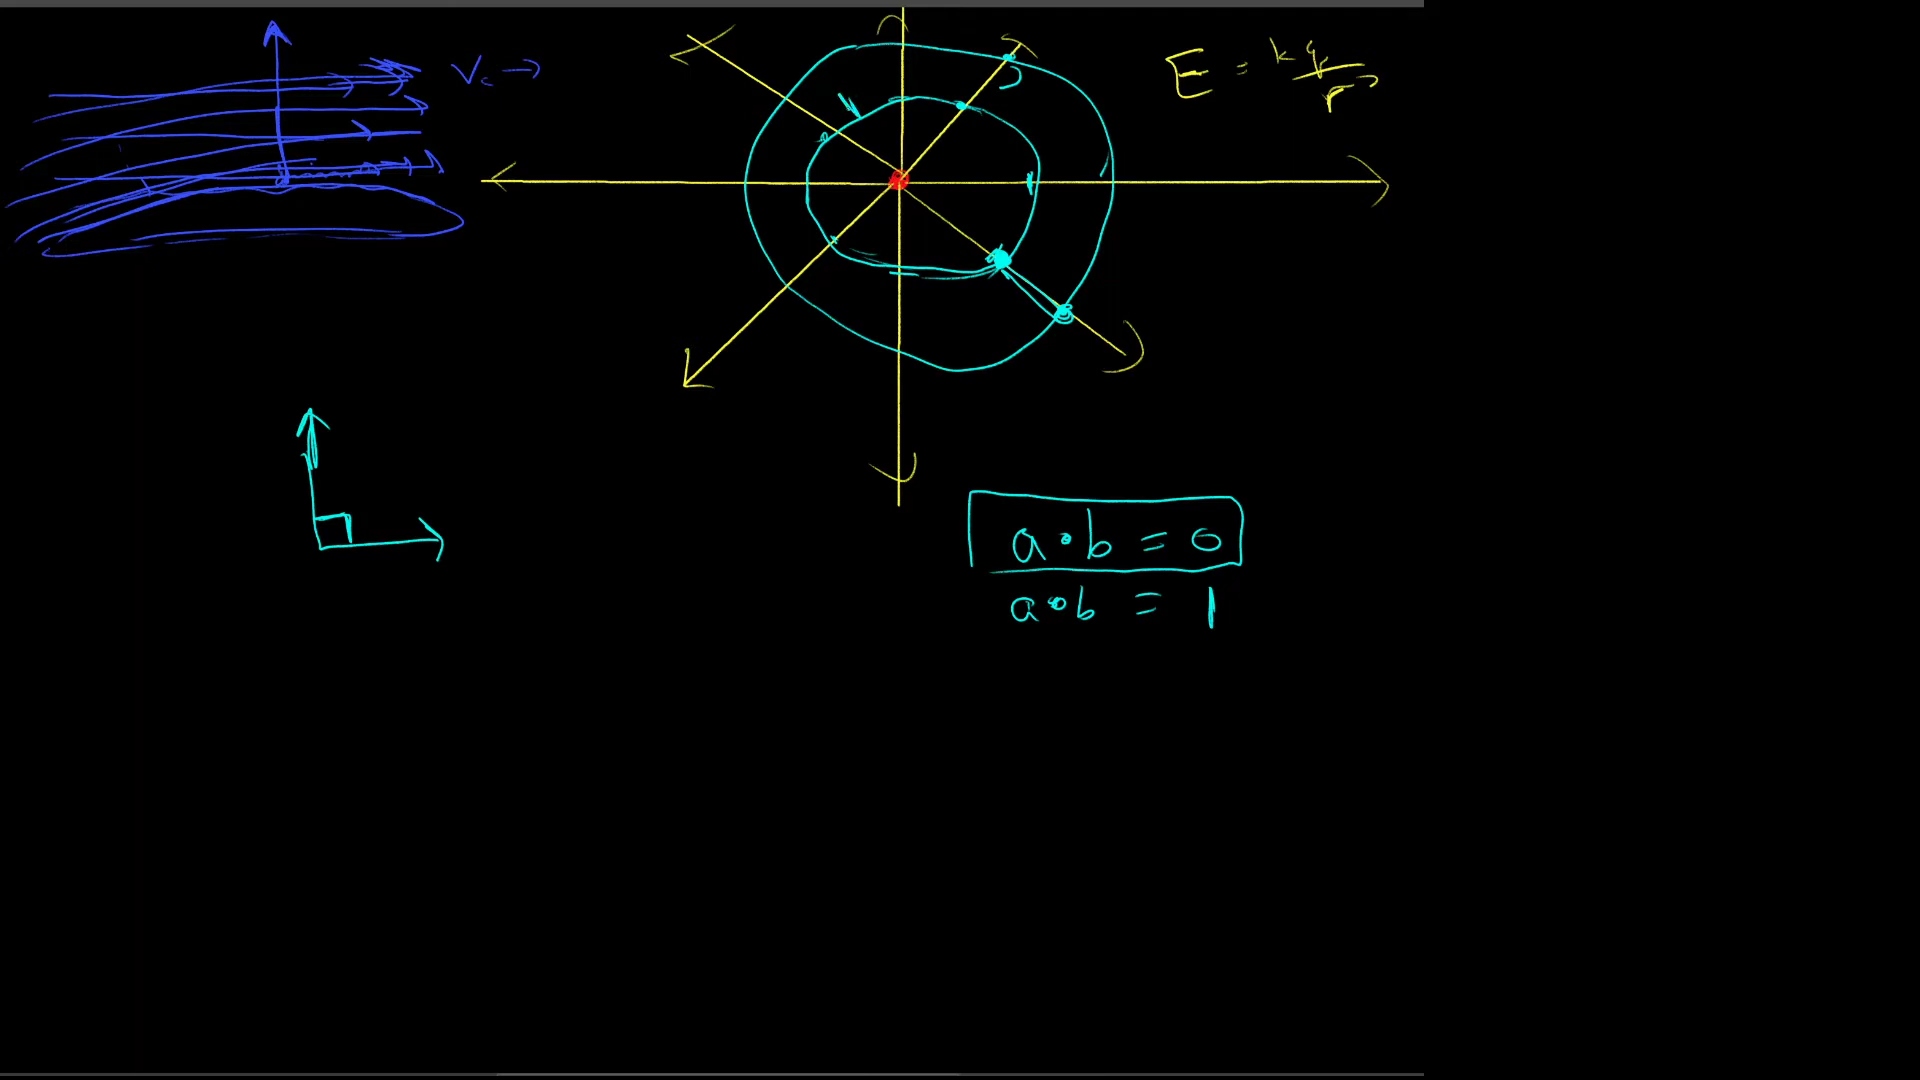 E = kq/r²
a • b = 0
a • b = 1